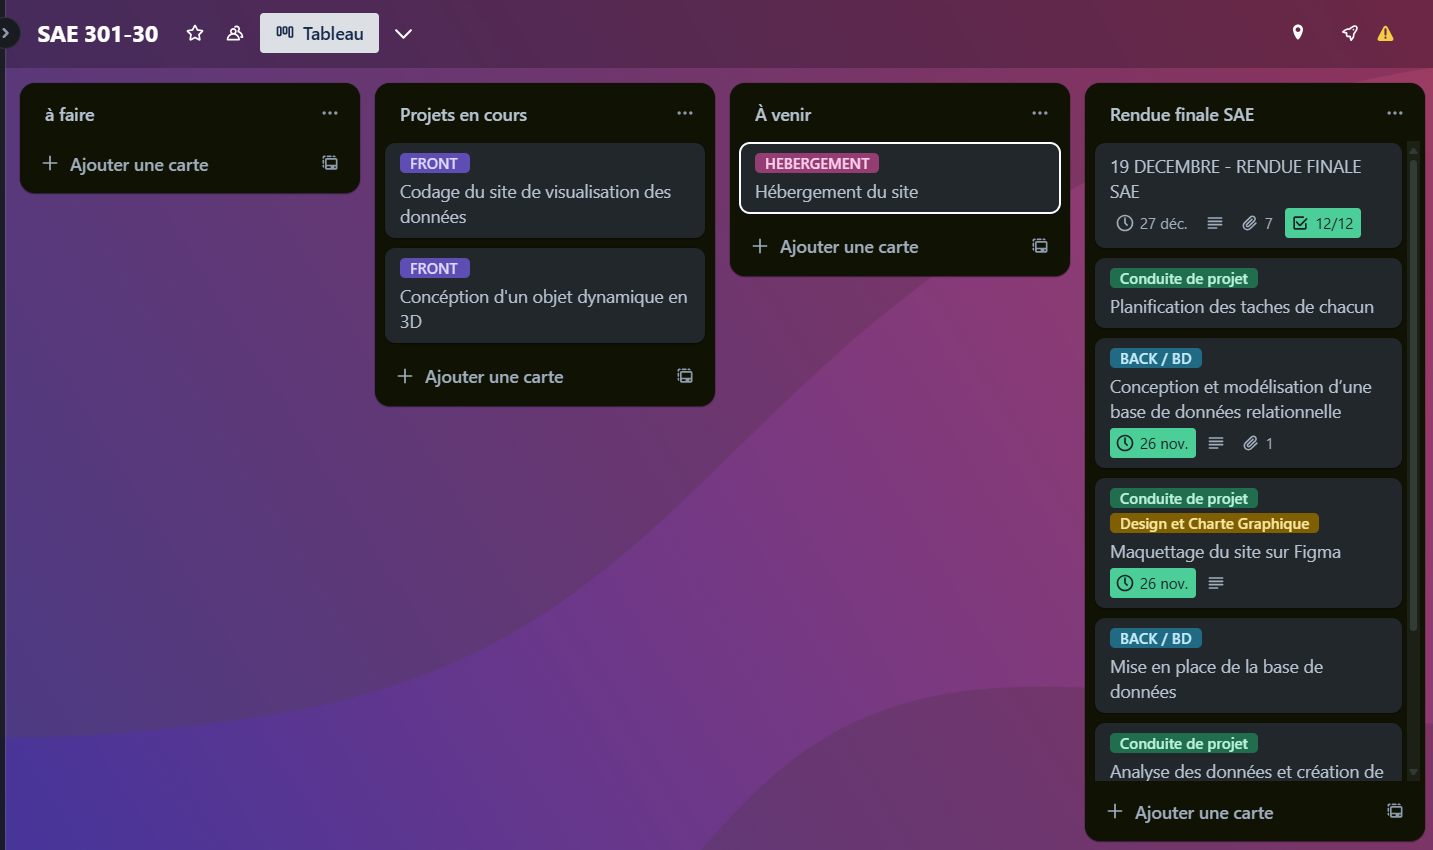 SAE 301-30
Tableau
à faire
Ajouter une carte
Projets en cours
FRONT
Codage du site de visualisation des
données
FRONT
Concéption d'un objet dynamique en
3D
Ajouter une carte
À venir
HEBERGEMENT
Hébergement du site
Ajouter une carte
Rendue finale SAE
19 DECEMBRE - RENDUE FINALE
SAE
27 déc. 7 12/12
Conduite de projet
Planification des taches de chacun
BACK / BD
Conception et modélisation d’une
base de données relationnelle
26 nov. 1
Conduite de projet
Design et Charte Graphique
Maquettage du site sur Figma
26 nov.
BACK / BD
Mise en place de la base de
données
Conduite de projet
Analyse des données et création de
Ajouter une carte